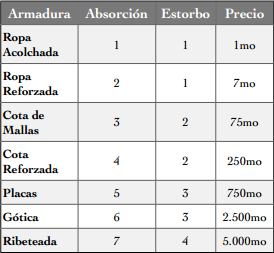 Armadura Absorción Estorbo Precio
Ropa
Acolchada 1 1 1mo
Ropa
Reforzada 2 1 7mo
Cota de
Mallas 3 2 75mo
Cota
Reforzada 4 2 250mo
Placas 5 3 750mo
Gótica 6 3 2.500mo
Ribeteada 7 4 5.000mo